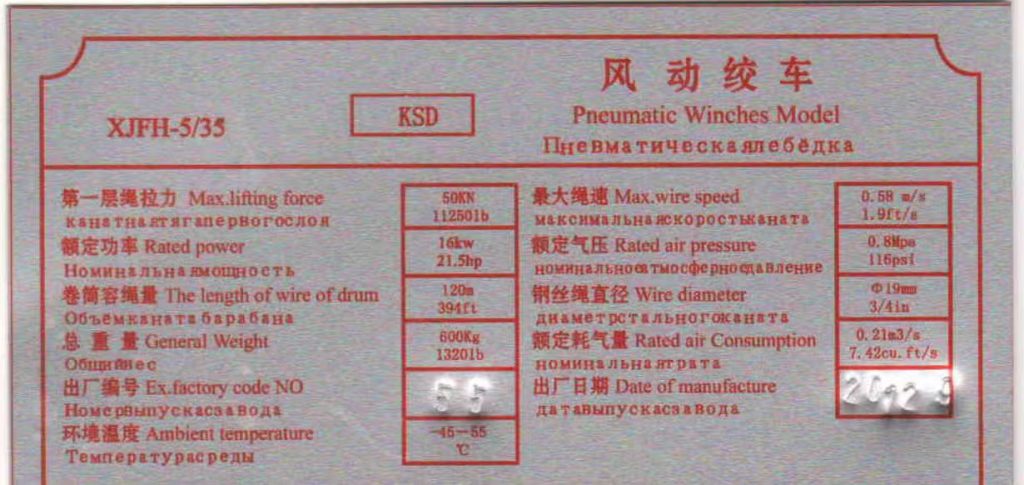 风动绞车
XJFH-5/35
KSD
Pneumatic Winches Model
Пневматическаялебёдка
第一层绳拉力 Max.lifting force
канатнаятягапервогослоя
50KN
11250lb
额定功率 Rated power
Номинальнаямощность
16kw
21.5hp
卷筒容绳量 The length of wire of drum
Объёмканатабарабана
120m
394ft
总 重 量 General Weight
Общийвес
600Kg
1320lb
出厂编号 Ex.factory code NO
Номервыпусказавода
55
环境温度 Ambient temperature
Температурасреды
-45-55
℃
最大绳速 Max.wire speed
максимальнаяскоростьканата
0.58 m/s
1.9ft/s
额定气压 Rated air pressure
номинальноеатмосферноедавление
0.8Mpa
116psi
钢丝绳直径 Wire diameter
диаметрстальногоканата
Φ19mm
3/4in
额定耗气量 Rated air Consumption
номинальнаятрата
0.21m3/s
7.42cu.ft/s
出厂日期 Date of manufacture
датавыпусказавода